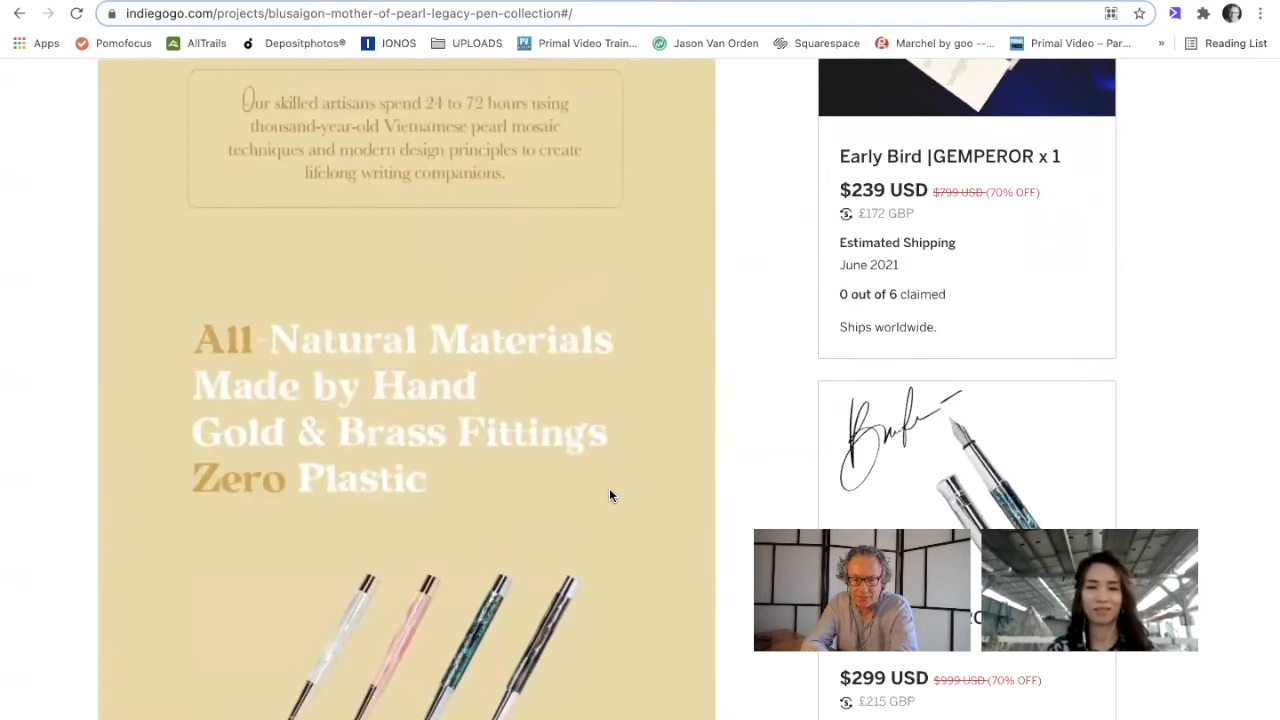 indiegogo.com/projects/blusaigon-mother-of-pearl-legacy-pen-collection#/
Apps
Pomofocus
AllTrails
Depositphotos®
IONOS
UPLOADS
Primal Video Train...
Jason Van Orden
Squarespace
Marchel by goo --...
Primal Video – Par...
»
Reading List
Our skilled artisans spend 24 to 72 hours using
thousand-year-old Vietnamese pearl mosaic
techniques and modern design principles to create
lifelong writing companions.
All-Natural Materials
Made by Hand
Gold & Brass Fittings
Zero Plastic
Early Bird |GEMPEROR x 1
$239 USD $799 USD (70% OFF)
£172 GBP
Estimated Shipping
June 2021
0 out of 6 claimed
Ships worldwide.
$299 USD $999 USD (70% OFF)
£215 GBP